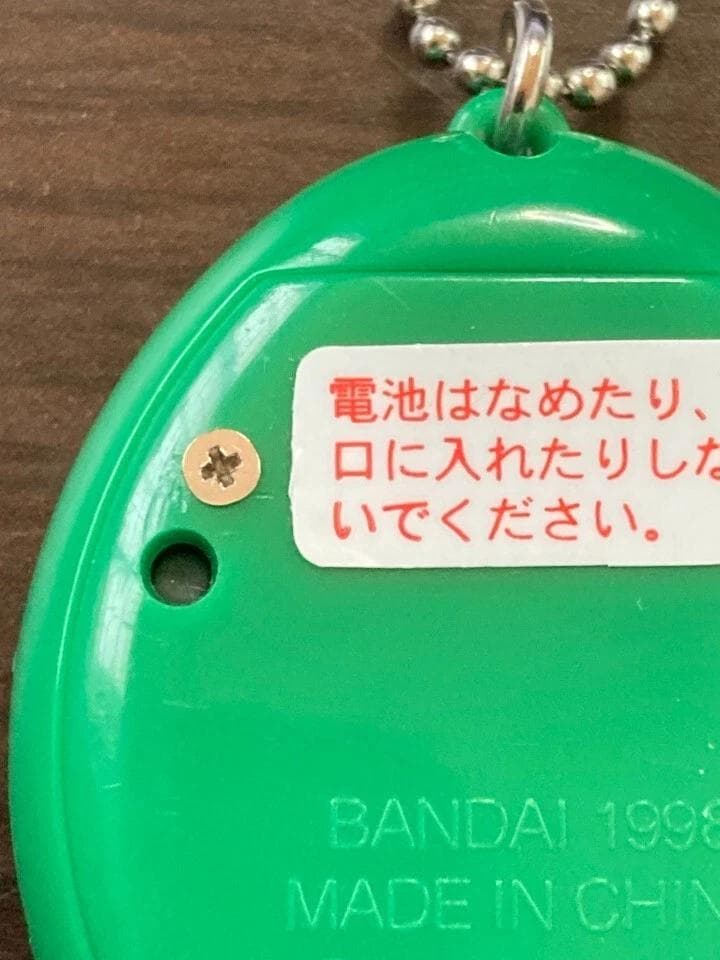 電池はなめたり、
口に入れたりしな
いでください。
BANDAI 1998
MADE IN CHIN